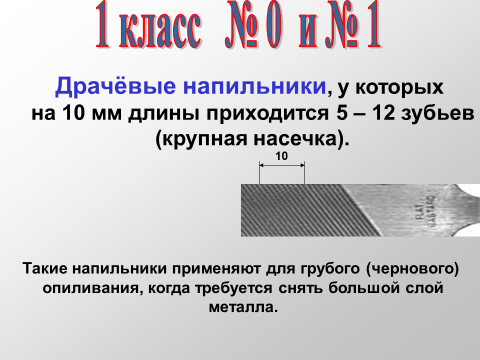 1 класс № 0 и № 1
Драчёвые напильники, у которых
на 10 мм длины приходится 5 – 12 зубьев
(крупная насечка).
10
FLAT
BASTARD
Такие напильники применяют для грубого (чернового)
опиливания, когда требуется снять большой слой
металла.